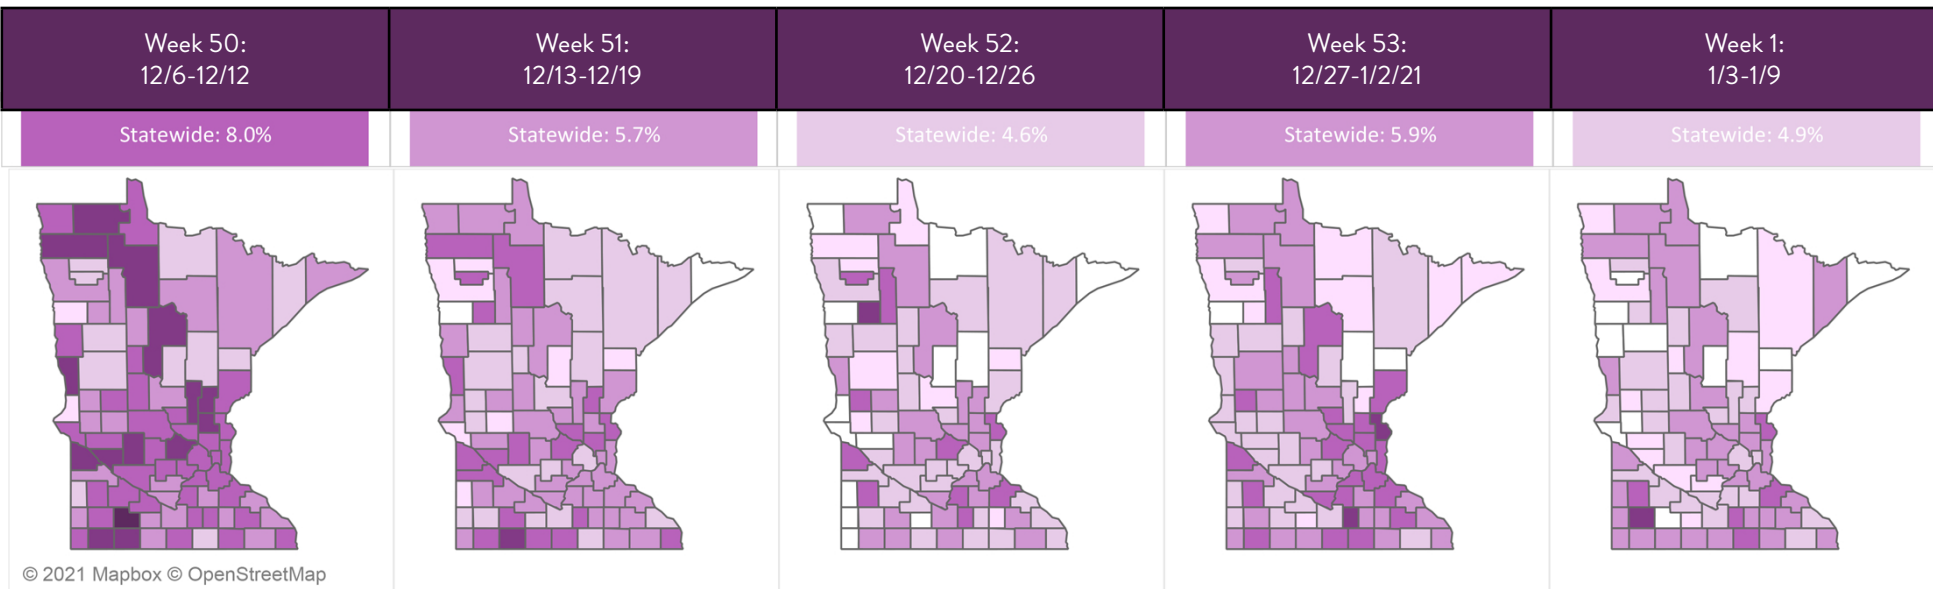 Week 50:
12/6-12/12
Week 51:
12/13-12/19
Week 52:
12/20-12/26
Week 53:
12/27-1/2/21
Week 1:
1/3-1/9
Statewide: 8.0%
Statewide: 5.7%
Statewide: 4.6%
Statewide: 5.9%
Statewide: 4.9%
© 2021 Mapbox © OpenStreetMap